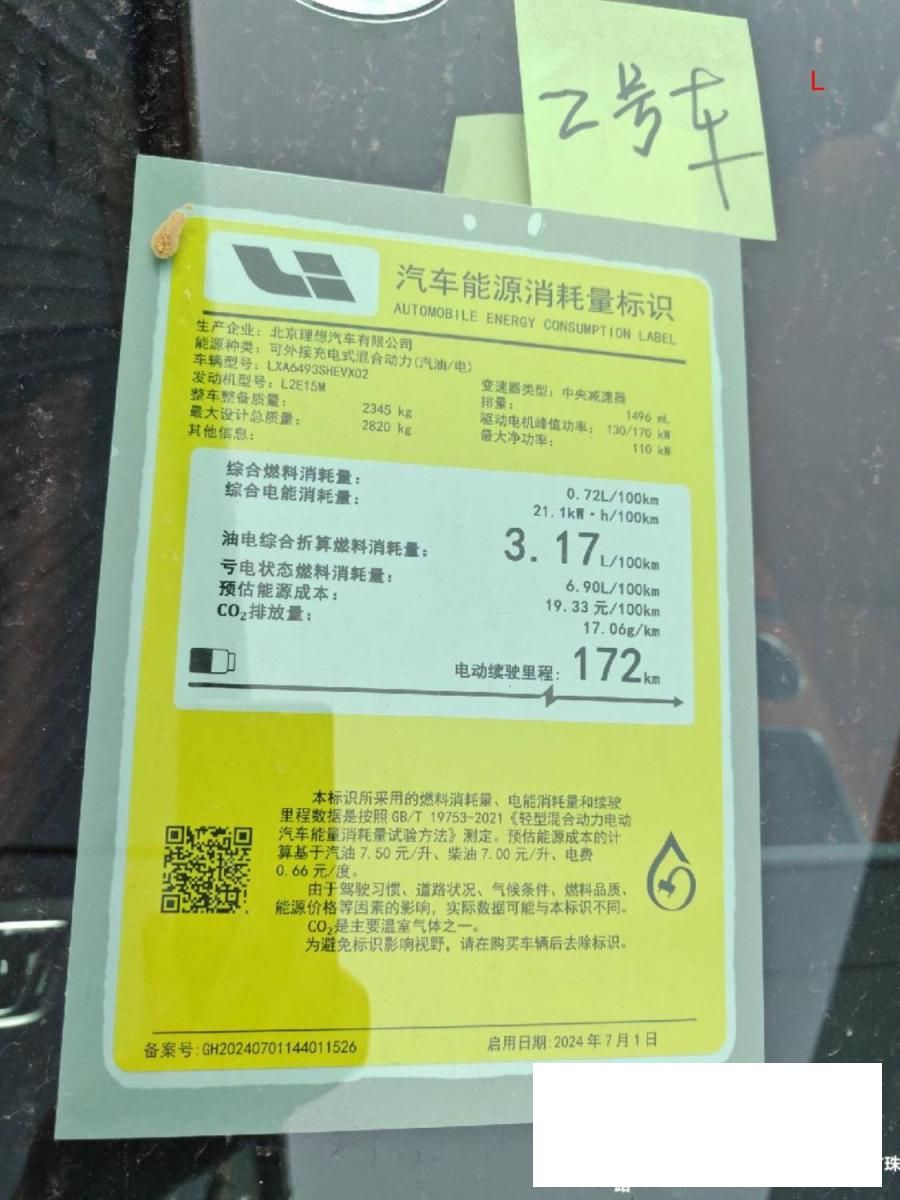 2号车
L
汽车能源消耗量标识
AUTOMOBILE ENERGY CONSUMPTION LABEL
生产企业：北京理想汽车有限公司
能源种类：可外接充电式混合动力(汽油/电)
车辆型号：LXA6493SHEVX02
发动机型号：L2E15M
变速器类型：中央减速器
整车整备质量： 2345 kg
排量： 1496 mL
最大设计总质量： 2820 kg
驱动电机峰值功率： 130/170 kW
其他信息：
最大净功率： 110 kW
综合燃料消耗量： 0.72L/100km
综合电能消耗量： 21.1kW·h/100km
油电综合折算燃料消耗量： 3.17L/100km
亏电状态燃料消耗量： 6.90L/100km
预估能源成本： 19.33元/100km
CO₂排放量： 17.06g/km
电动续驶里程： 172km
本标识所采用的燃料消耗量、电能消耗量和续驶
里程数据是按照GB/T 19753-2021《轻型混合动力电动
汽车能量消耗量试验方法》测定。预估能源成本的计
算基于汽油7.50元/升、柴油7.00元/升、电费
0.66元/度。
由于驾驶习惯、道路状况、气候条件、燃料品质、
能源价格等因素的影响，实际数据可能与本标识不同。
CO₂是主要温室气体之一。
为避免标识影响视野，请在购买车辆后去除标识。
备案号:GH20240701144011526
启用日期:2024年7月1日
珠
路